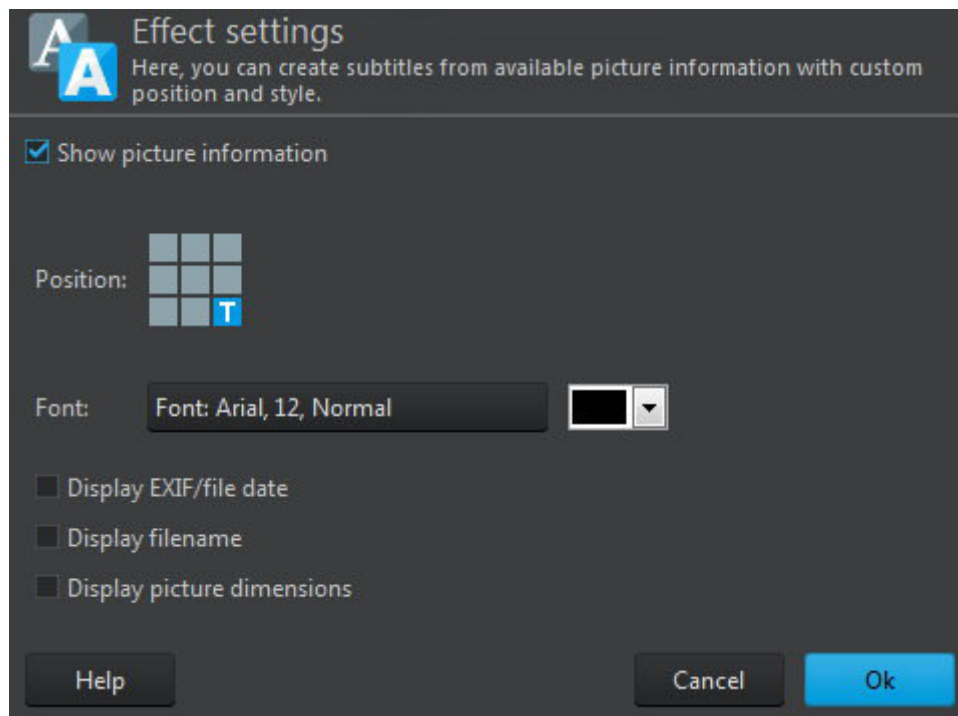 Effect settings
Here, you can create subtitles from available picture information with custom
position and style.
Show picture information
Position:
T
Font:
Font: Arial, 12, Normal
Display EXIF/file date
Display filename
Display picture dimensions
Help
Cancel
Ok